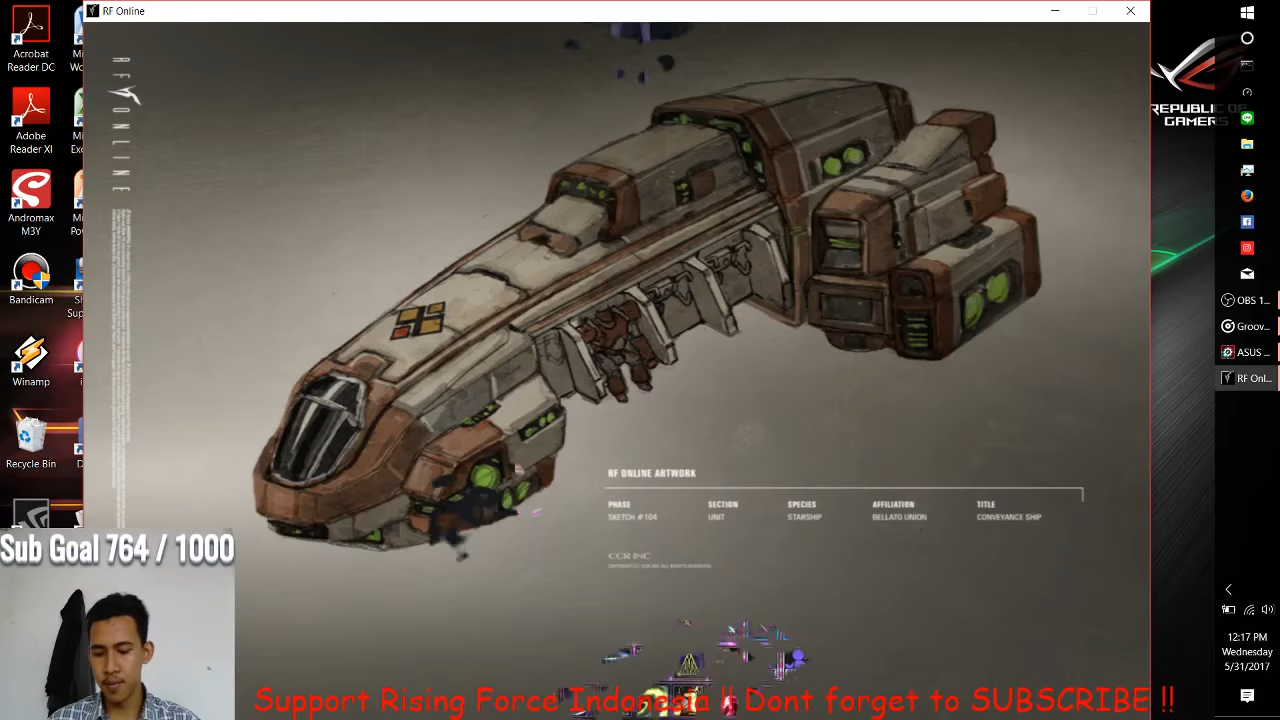 RF Online
Acrobat
Reader DC
Adobe
Reader XI
Andromax
M3Y
Bandicam
Winamp
Recycle Bin
RF ONLINE
REPUBLIC OF
GAMERS
OBS 1...
Groov...
ASUS ...
RF Onl...
RF ONLINE ARTWORK
PHASE SECTION SPECIES AFFILIATION TITLE
SKETCH #104 UNIT STARSHIP BELLATO UNION CONVEYANCE SHIP
CCR INC
Sub Goal 764 / 1000
12:17 PM
Wednesday
5/31/2017
Support Rising Force Indonesia !! Dont forget to SUBSCRIBE !!